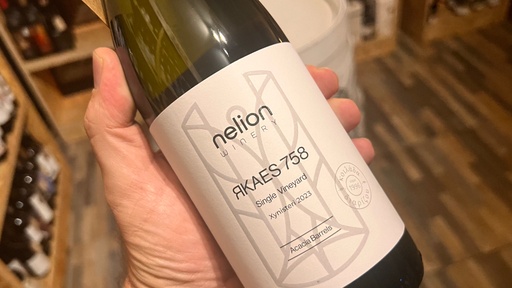 nelion
WINERY
ЯKAES 758
Single Vineyard
Xynisteri 2023
Acacia Barrels